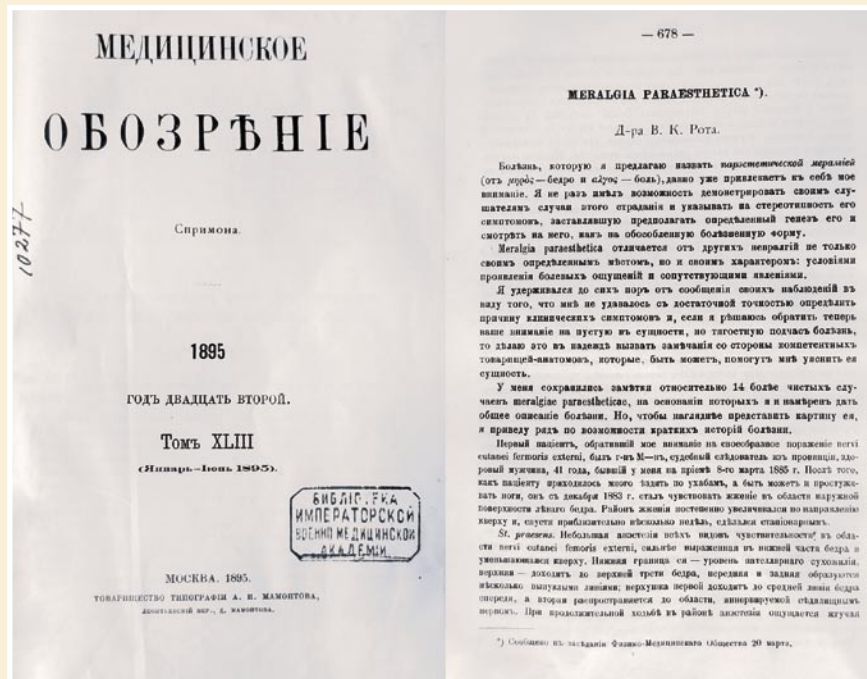 МЕДИЦИНСКОЕ
ОБОЗРѢНІЕ
Спримона.
10277
1895
ГОДЪ ДВАДЦАТЬ ВТОРОЙ.
Томъ XLIII
(Январь—Іюнь 1895).
БИБЛІОТЕКА
ИМПЕРАТОРСКОЙ
ВОЕННО МЕДИЦИНСКОЙ
АКАДЕМІИ
МОСКВА. 1895.
ТОВАРИЩЕСТВО ТИПОГРАФІИ А. И. МАМОНТОВА,
— 678 —
MERALGIA PARAESTHETICA *).
Д-ра В. К. Рота.
Болѣзнь, которую я предлагаю назвать парэстетической мералгіей
(отъ μηρὸς—бедро и αλγος — боль), давно уже привлекаетъ къ себѣ мое
вниманіе. Я не разъ имѣлъ возможность демонстрировать своимъ слу-
шателямъ случаи этого страданія и указывать на стереотипность его
симптомовъ, заставлявшую предполагать опредѣленный генезъ его и
смотрѣть на него, какъ на обособленную болѣзненную форму.
Meralgia paraesthetica отличается отъ другихъ невралгій не только
своимъ опредѣленнымъ мѣстомъ, но и своимъ характеромъ: условіями
проявленія болевыхъ ощущеній и сопутствующими явленіями.
Я удерживался до сихъ поръ отъ сообщенія своихъ наблюденій въ
виду того, что мнѣ не удавалось съ достаточной точностью опредѣлить
причину клиническихъ симптомовъ и, если я рѣшаюсь обратить теперь
ваше вниманіе на пустую въ сущности, но тягостную подчасъ болѣзнь,
то дѣлаю это въ надеждѣ вызвать замѣчанія со стороны компетентныхъ
товарищей-анатомовъ, которые, быть можетъ, помогутъ мнѣ уяснить ея
сущность.
У меня сохранились замѣтки относительно 14 болѣе чистыхъ слу-
чаевъ meralgiae paraestheticae, на основаніи которыхъ я и намѣренъ дать
общее описаніе болѣзни. Но, чтобы нагляднѣе представить картину ея,
я приведу рядъ по возможности краткихъ исторій болѣзни.
Первый паціентъ, обратившій мое вниманіе на своеобразное пораженіе nervi
cutanei femoris externi, былъ г-нъ М—нъ, судебный слѣдователь изъ провинціи, здо-
ровый мужчина, 41 года, бывшій у меня на пріемѣ 8-го марта 1885 г. Послѣ того,
какъ паціенту приходилось много ѣздить по ухабамъ, а быть можетъ и простужи-
вать ноги, онъ съ декабря 1883 г. сталъ чувствовать жженіе въ области наружной
поверхности лѣваго бедра. Районъ жженія постепенно увеличивался по направленію
кверху и, спустя приблизительно нѣсколько недѣль, сдѣлался стаціонарнымъ.
St. praesens. Небольшая анэстезія всѣхъ видовъ чувствительности въ обла-
сти nervi cutanei femoris externi, сильнѣе выраженная въ нижней части бедра и
уменьшающаяся кверху. Нижняя граница ея — уровень пателлярнаго сухожилія,
верхняя — доходитъ до верхней трети бедра, передняя и задняя образуются
нѣсколько выпуклыми линіями; верхушка первой доходитъ до средней линіи бедра
спереди, а вторая распространяется до области, иннервируемой сѣдалищнымъ
нервомъ. При продолжительной ходьбѣ въ районѣ анэстезіи ощущается жгучая
*) Сообщено въ засѣданіи Физико-Медицинскаго Общества 20 марта.